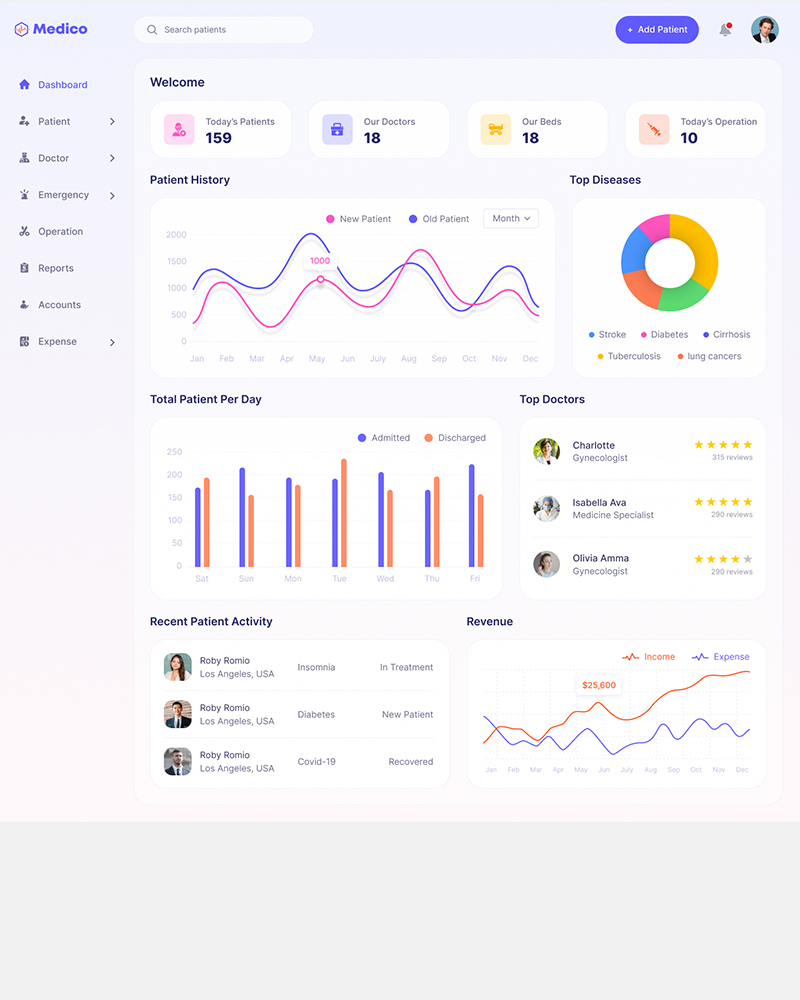 Medico
Search patients
+ Add Patient
Dashboard
Patient
Doctor
Emergency
Operation
Reports
Accounts
Expense
Welcome
Today's Patients
159
Our Doctors
18
Our Beds
18
Today's Operation
10
Patient History
New Patient
Old Patient
Month
2000
1500
1000
500
0
1000
Jan Feb Mar Apr May Jun July Aug Sep Oct Nov Dec
Top Diseases
Stroke Diabetes Cirrhosis
Tuberculosis lung cancers
Total Patient Per Day
Admitted Discharged
250
200
150
100
50
0
Sat Sun Mon Tue Wed Thu Fri
Top Doctors
Charlotte
Gynecologist
315 reviews
Isabella Ava
Medicine Specialist
290 reviews
Olivia Amma
Gynecologist
290 reviews
Recent Patient Activity
Roby Romio
Los Angeles, USA
Insomnia
In Treatment
Roby Romio
Los Angeles, USA
Diabetes
New Patient
Roby Romio
Los Angeles, USA
Covid-19
Recovered
Revenue
Income Expense
$25,600
Jan Feb Mar Apr May Jun July Aug Sep Oct Nov Dec